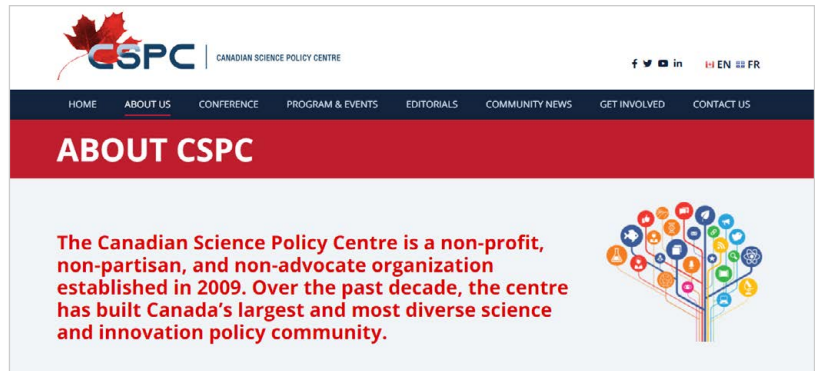 CSPC CANADIAN SCIENCE POLICY CENTRE
EN FR
HOME ABOUT US CONFERENCE PROGRAM & EVENTS EDITORIALS COMMUNITY NEWS GET INVOLVED CONTACT US
ABOUT CSPC
The Canadian Science Policy Centre is a non-profit,
non-partisan, and non-advocate organization
established in 2009. Over the past decade, the centre
has built Canada’s largest and most diverse science
and innovation policy community.